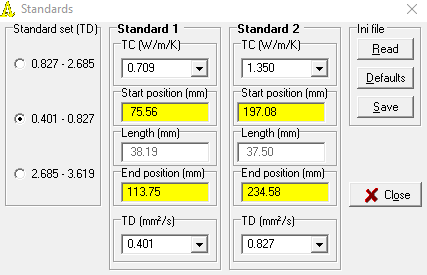 Standards
Standard set (TD)
0.827 - 2.685
0.401 - 0.827
2.685 - 3.619
Standard 1
TC (W/m/K)
0.709
Start position (mm)
75.56
Length (mm)
38.19
End position (mm)
113.75
TD (mm²/s)
0.401
Standard 2
TC (W/m/K)
1.350
Start position (mm)
197.08
Length (mm)
37.50
End position (mm)
234.58
TD (mm²/s)
0.827
Ini file
Read
Defaults
Save
Close